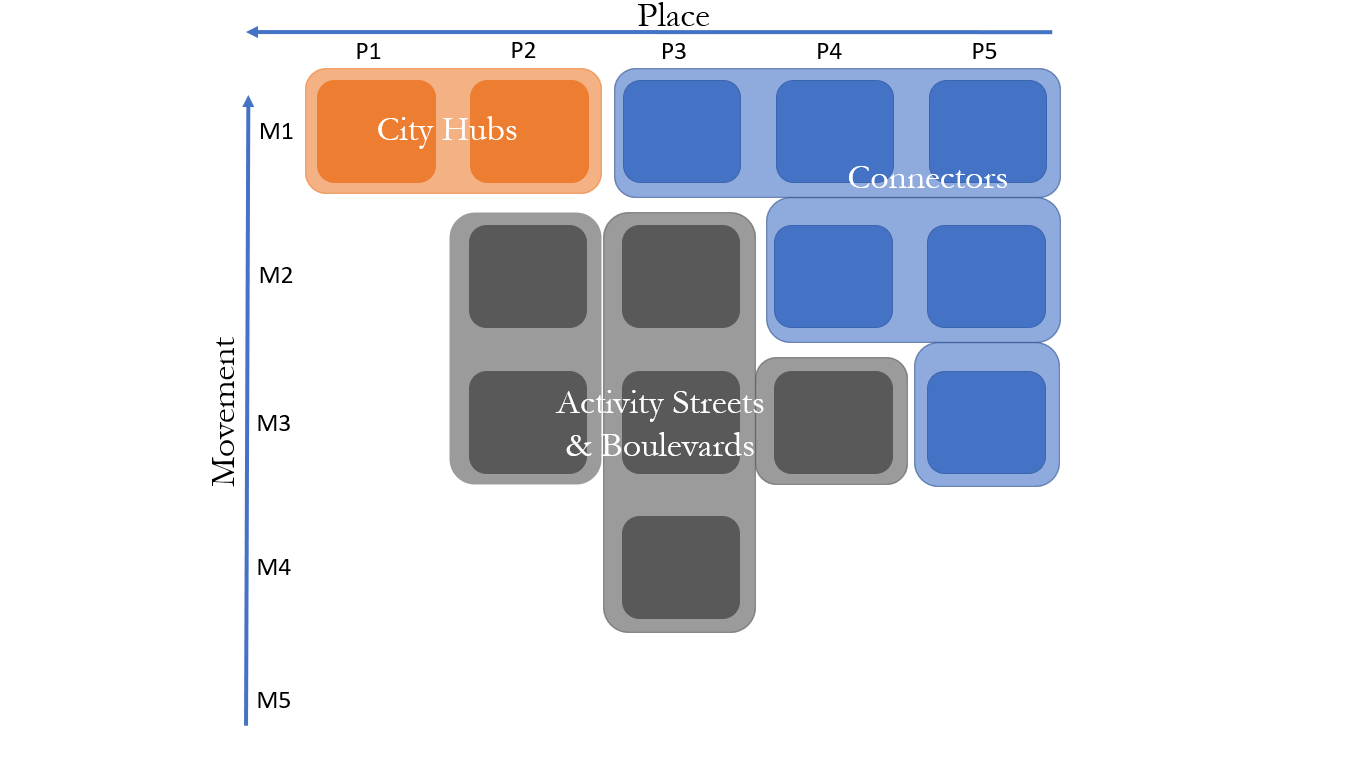 Place
P1 P2 P3 P4 P5
M1
City Hubs
Connectors
M2
Movement
M3
Activity Streets
& Boulevards
M4
M5